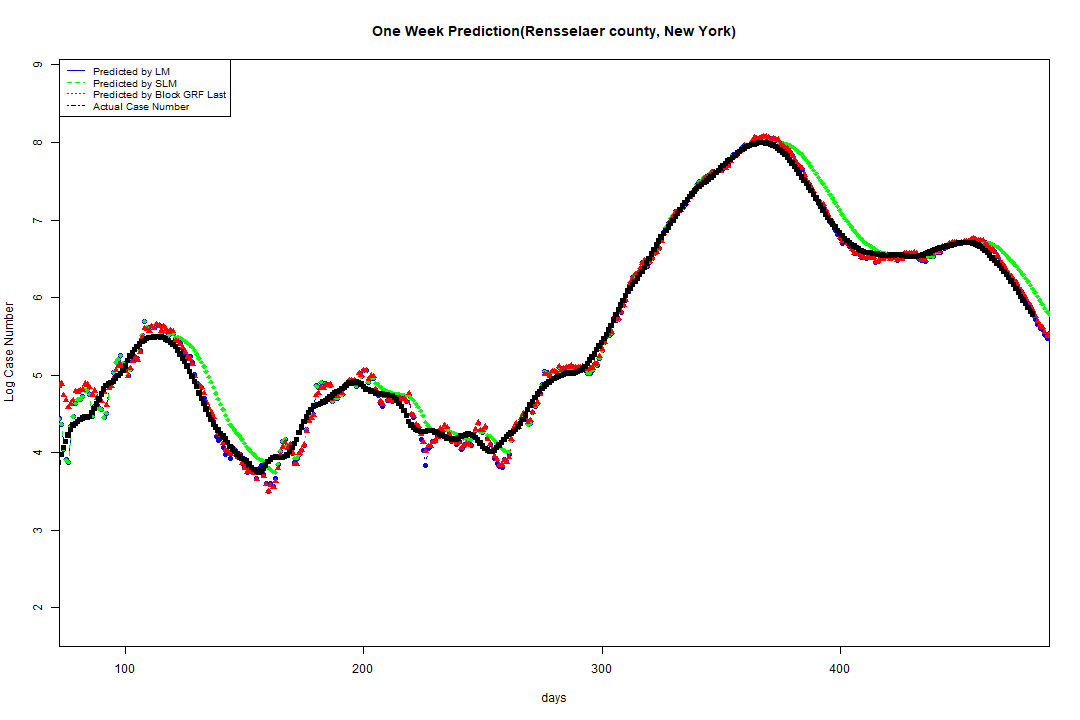 One Week Prediction(Rensselaer county, New York)
Predicted by LM
Predicted by SLM
Predicted by Block GRF Last
Actual Case Number
9
8
7
6
5
4
3
2
Log Case Number
100 200 300 400
days